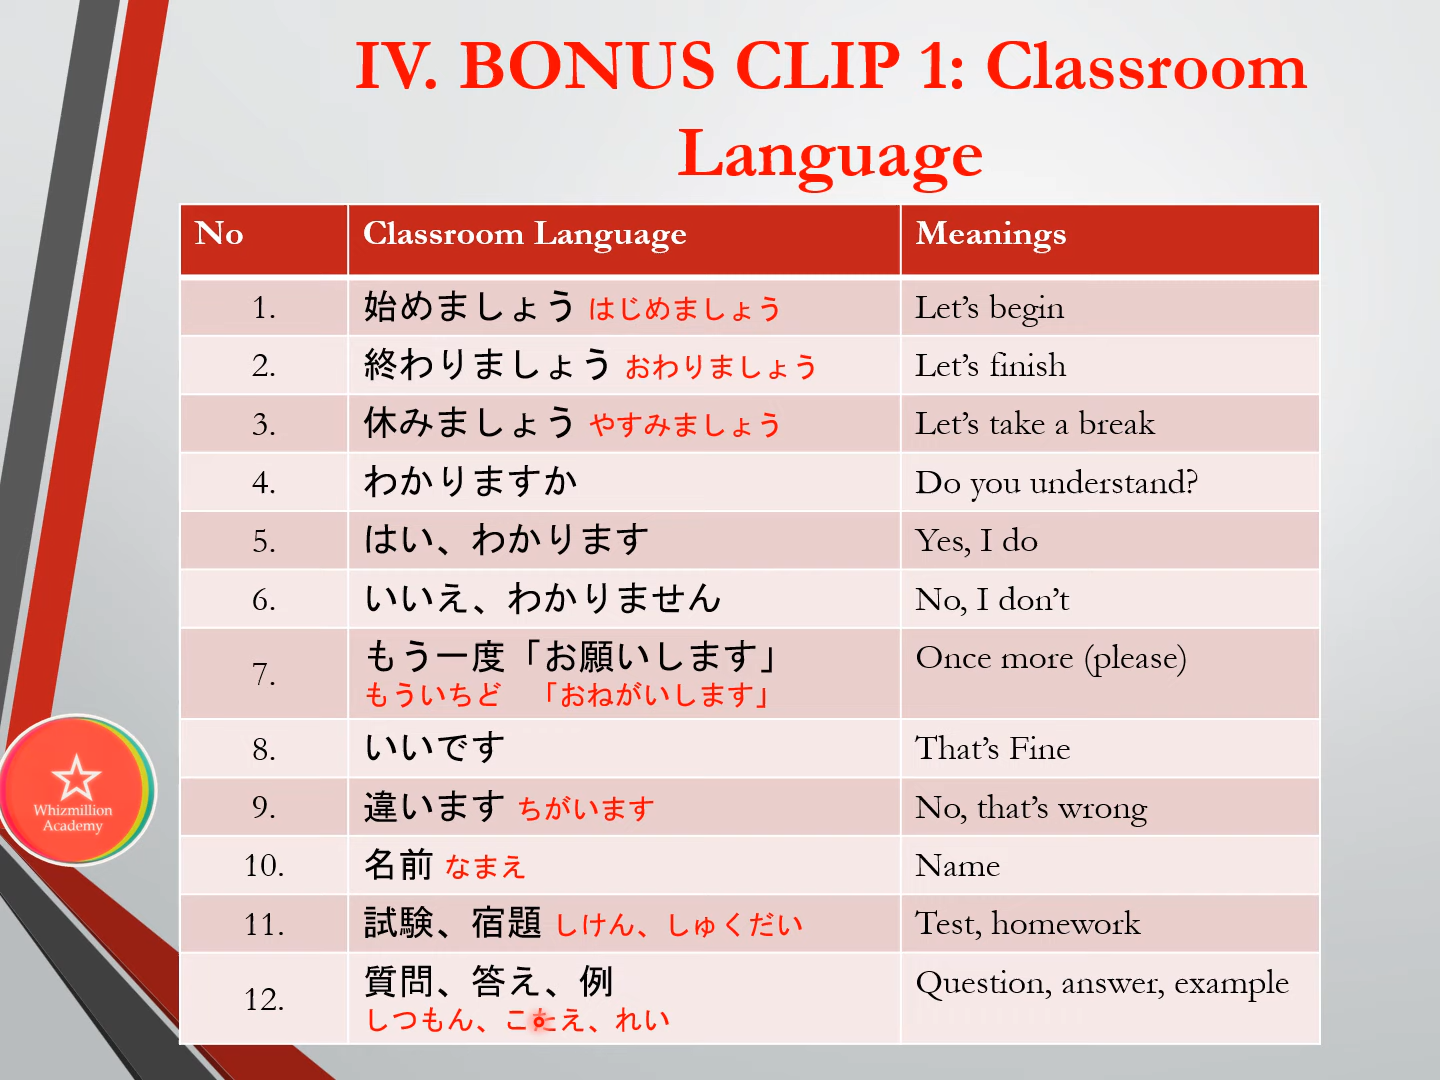 IV. BONUS CLIP 1: Classroom
Language
No Classroom Language Meanings
1. 始めましょう はじめましょう Let's begin
2. 終わりましょう おわりましょう Let's finish
3. 休みましょう やすみましょう Let's take a break
4. わかりますか Do you understand?
5. はい、わかります Yes, I do
6. いいえ、わかりません No, I don't
7. もう一度「お願いします」 Once more (please)
もういちど 「おねがいします」
8. いいです That's Fine
9. 違います ちがいます No, that's wrong
10. 名前 なまえ Name
11. 試験、宿題 しけん、しゅくだい Test, homework
12. 質問、答え、例 Question, answer, example
しつもん、こたえ、れい
Whizmillion
Academy